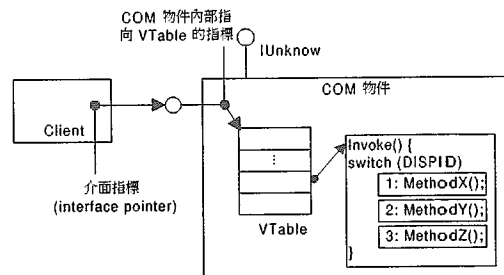 COM 物件內部指
向 VTable 的指標
IUnknow
COM 物件
Client
介面指標
(interface pointer)
⋮
VTable
Invoke() {
switch (DISPID)
1: MethodX();
2: MethodY();
3: MethodZ();
}